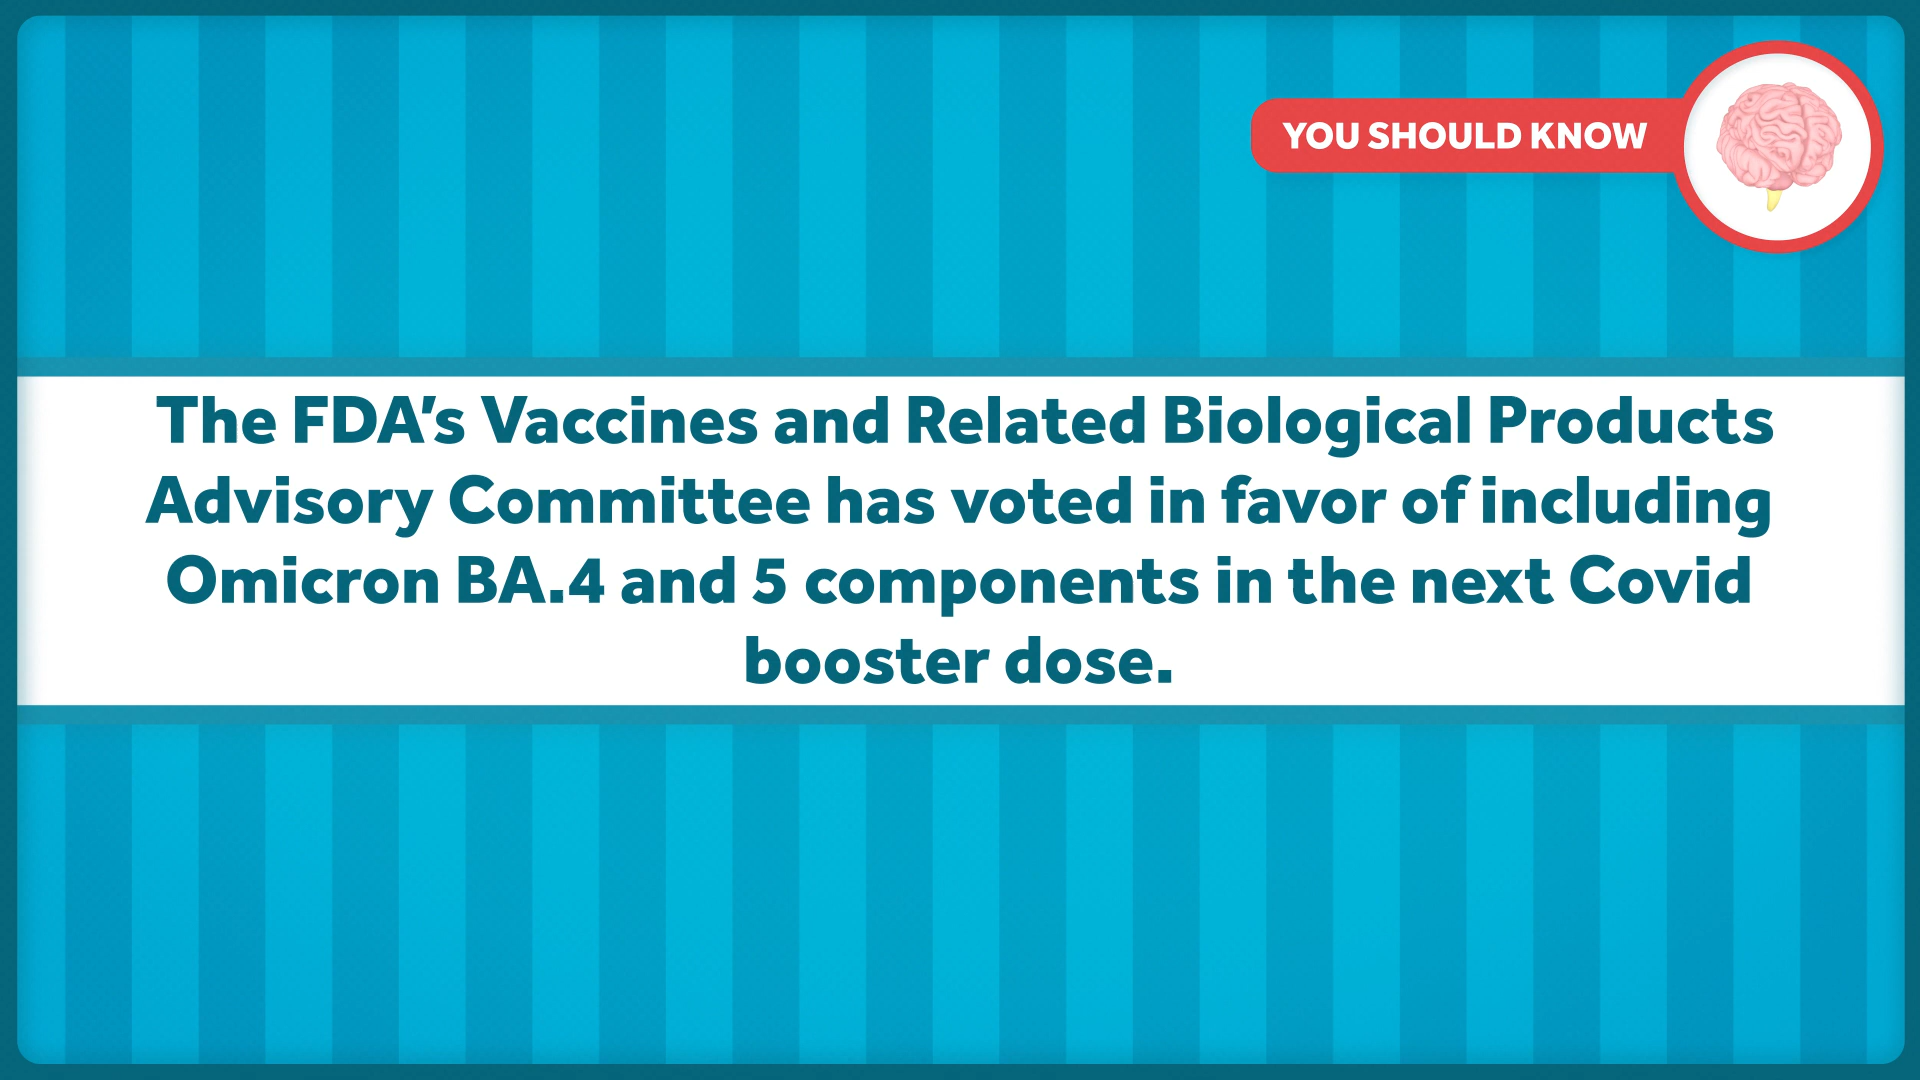 YOU SHOULD KNOW
The FDA’s Vaccines and Related Biological Products
Advisory Committee has voted in favor of including
Omicron BA.4 and 5 components in the next Covid
booster dose.